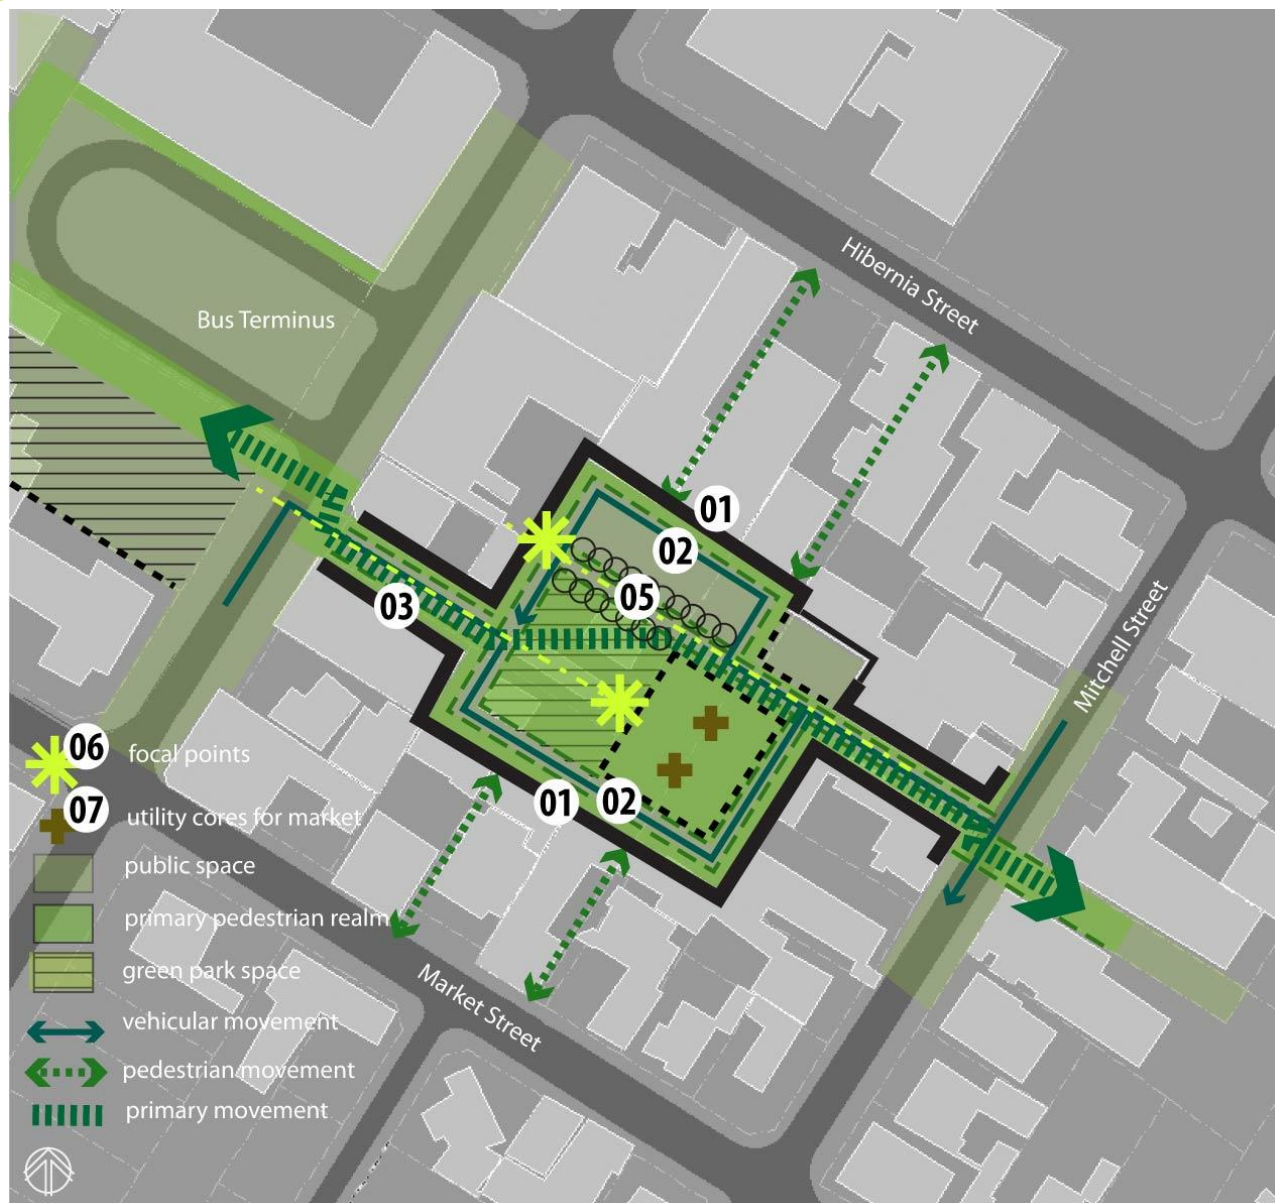 Hibernia Street
Bus Terminus
01
02
05
03
Mitchell Street
06
focal points
07
utility cores for market
01
02
public space
primary pedestrian realm
green park space
Market Street
vehicular movement
pedestrian movement
primary movement